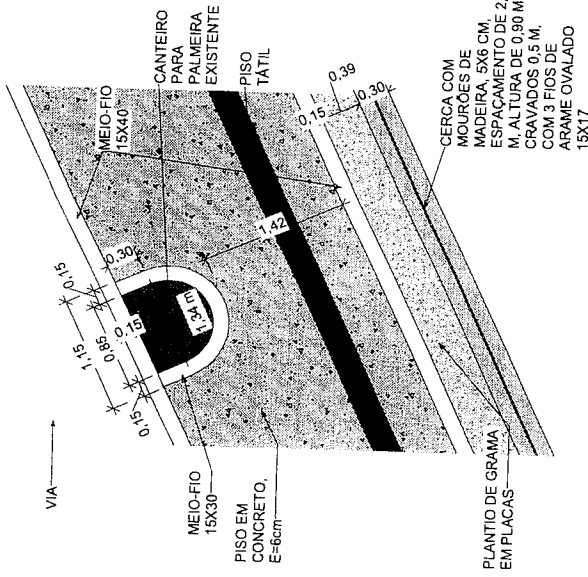 VIA
MEIO-FIO
15X40
CANTEIRO
PARA
PALMEIRA
EXISTENTE
PISO
TÁTIL
0,15
1,15
0,85
0,15
0,15
0.30
1.34 m
1.42
0.15
0.39
0.30
MEIO-FIO
15X30
PISO EM
CONCRETO,
E=6cm
CERCA COM
MOURÕES DE
MADEIRA, 5X6 CM,
ESPAÇAMENTO DE 2,
M, ALTURA DE 0,90 M
CRAVADOS 0,5 M,
COM 3 FIOS DE
ARAME OVALADO
15X17
PLANTIO DE GRAMA
EM PLACAS